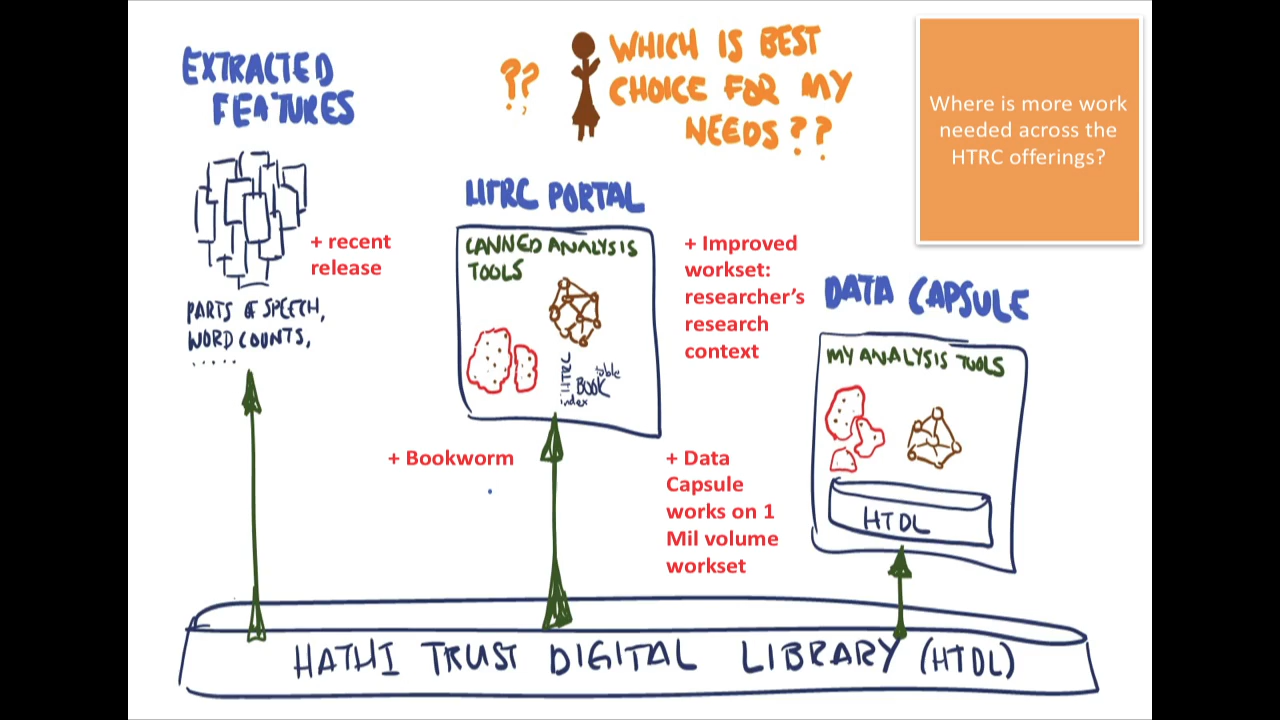 EXTRACTED
FEATURES
??
WHICH IS BEST
CHOICE FOR MY
NEEDS??
Where is more work
needed across the
HTRC offerings?
+ recent
release
PARTS OF SPEECH,
WORD COUNTS,
.....
HTRC PORTAL
CANNED ANALYSIS
TOOLS
HTRC
BOOK
table
index
+ Improved
workset:
researcher's
research
context
DATA CAPSULE
MY ANALYSIS TOOLS
HTDL
+ Bookworm
+ Data
Capsule
works on 1
Mil volume
workset
HATHI TRUST DIGITAL LIBRARY (HTDL)